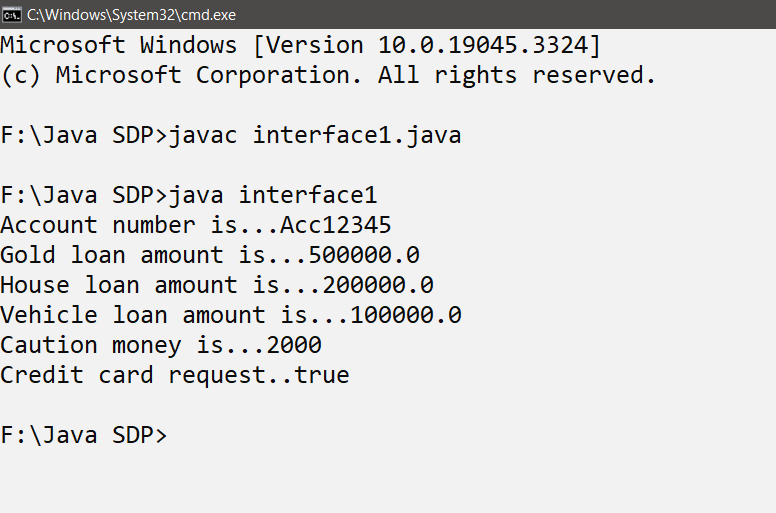 C:\Windows\System32\cmd.exe
Microsoft Windows [Version 10.0.19045.3324]
(c) Microsoft Corporation. All rights reserved.
F:\Java SDP>javac interface1.java
F:\Java SDP>java interface1
Account number is...Acc12345
Gold loan amount is...500000.0
House loan amount is...200000.0
Vehicle loan amount is...100000.0
Caution money is...2000
Credit card request..true
F:\Java SDP>